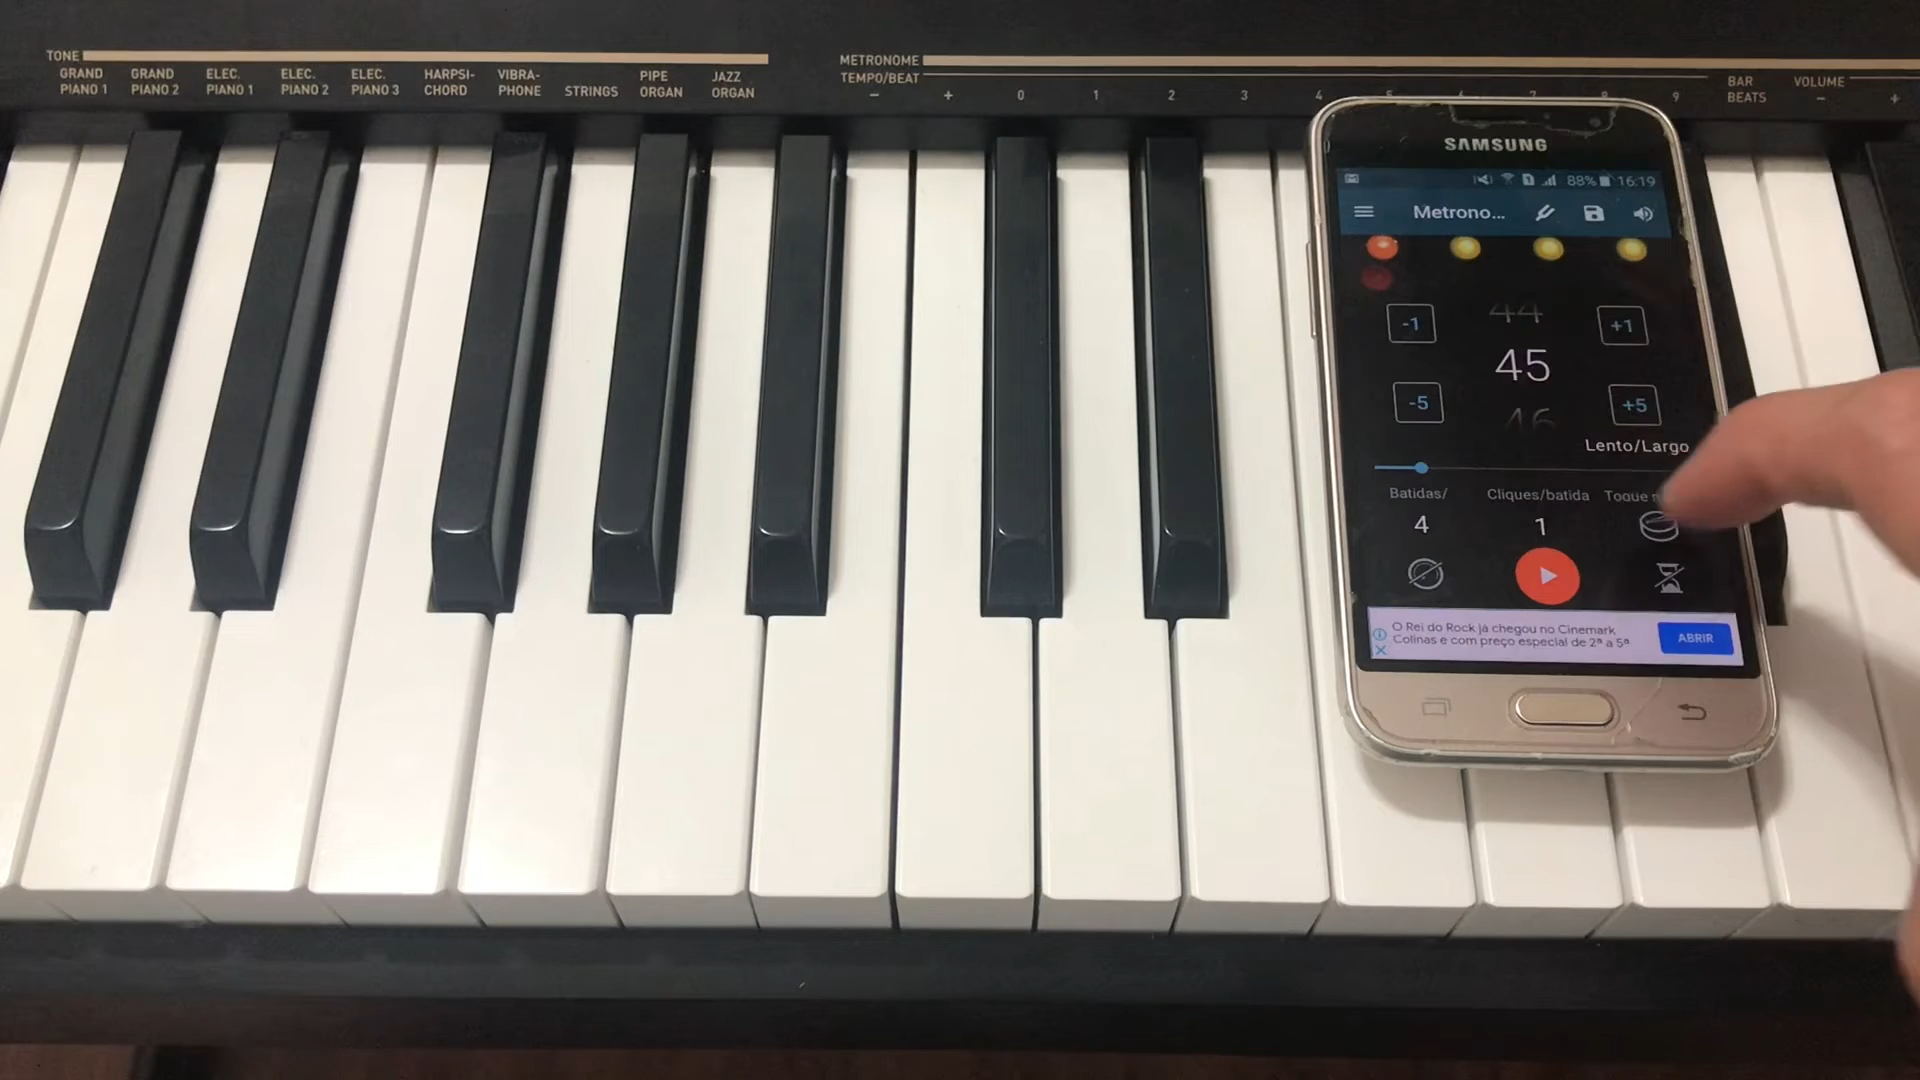 TONE
GRAND PIANO 1
GRAND PIANO 2
ELEC. PIANO 1
ELEC. PIANO 2
ELEC. PIANO 3
HARPSI-CHORD
VIBRA-PHONE
STRINGS
PIPE ORGAN
JAZZ ORGAN
METRONOME
TEMPO/BEAT
− + 0 1 2 3 4 9
BAR BEATS
VOLUME
− +
SAMSUNG
88% 16:19
Metrono...
44
-1 45 +1
-5 46 +5
Lento/Largo
Batidas/ Cliques/batida Toque
4 1
O Rei do Rock já chegou no Cinemark
Colinas e com preço especial de 2ª a 5ª
ABRIR